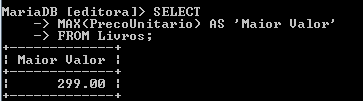 MariaDB [editora]> SELECT
    -> MAX(PrecoUnitario) AS 'Maior Valor'
    -> FROM Livros;
+-------------+
| Maior Valor |
+-------------+
|      299.00 |
+-------------+